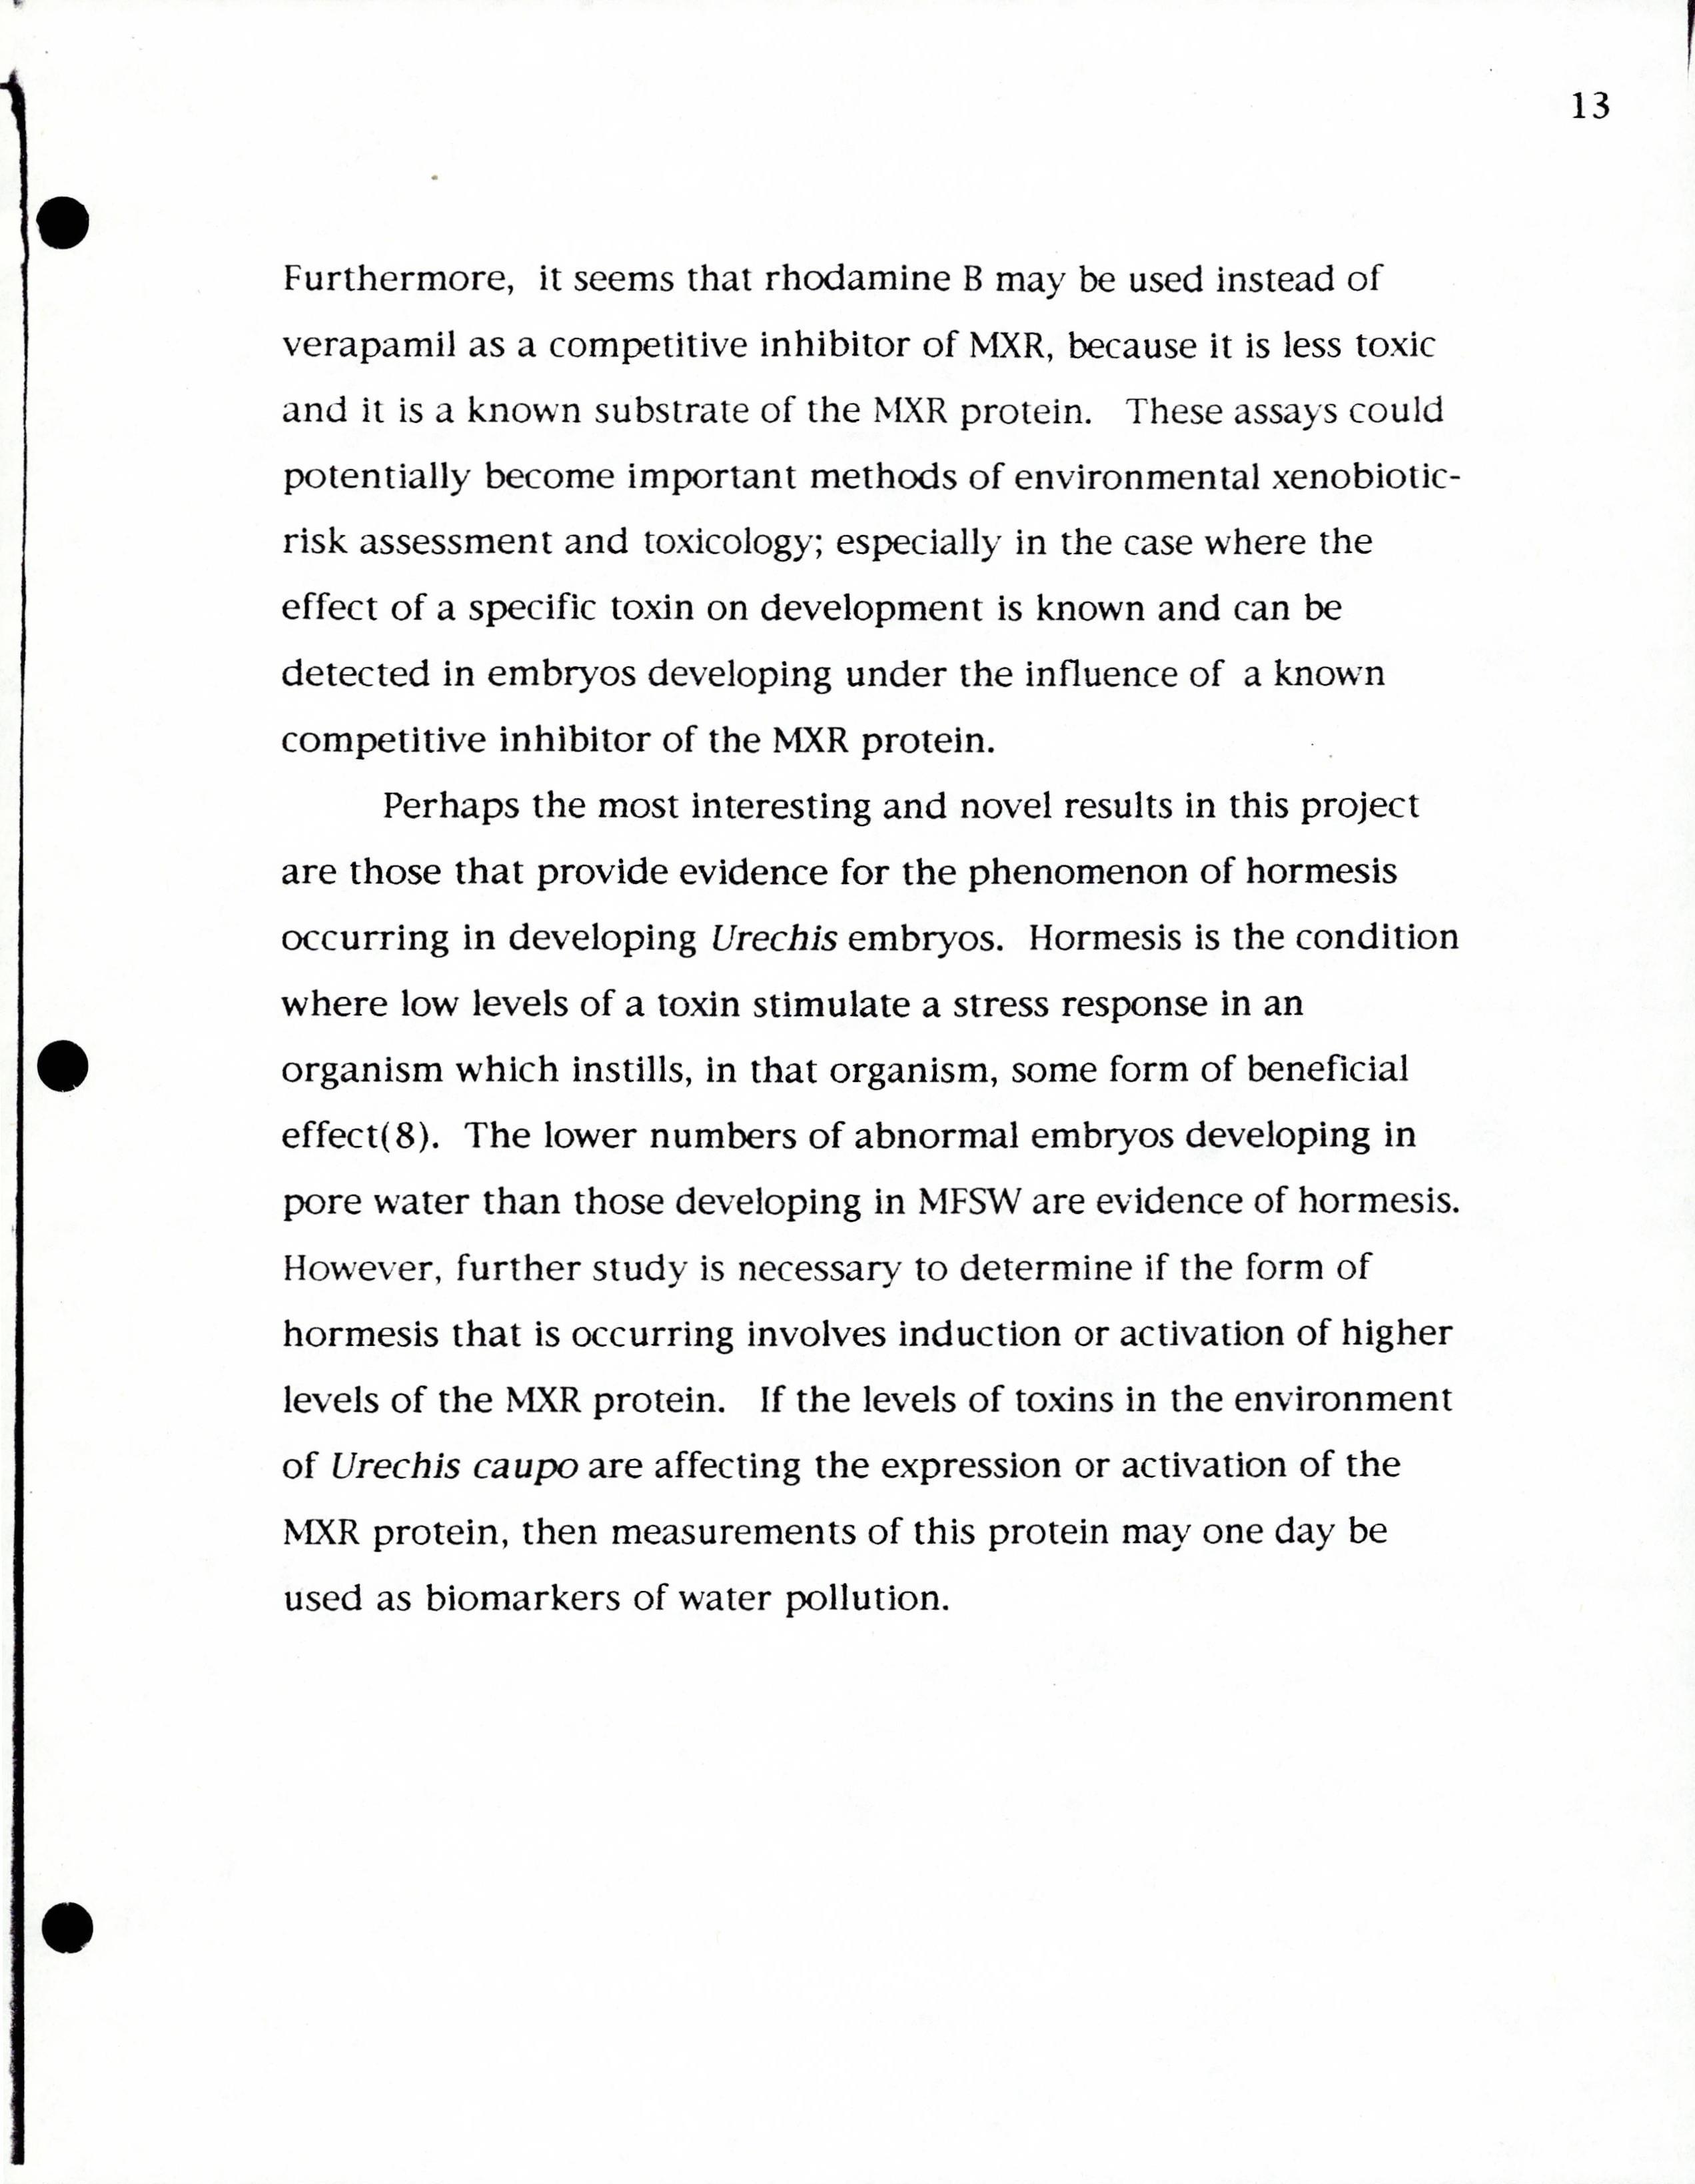 13
Furthermore, it seems that rhodamine B may be used instead of
verapamil as a competitive inhibitor of MXR, because it is less toxic
and it is a known substrate of the MXR protein. These assays could
potentially become important methods of environmental xenobiotic-
risk assessment and toxicology; especially in the case where the
effect of a specific toxin on development is known and can be
detected in embryos developing under the influence of a known
competitive inhibitor of the MXR protein.
Perhaps the most interesting and novel results in this project
are those that provide evidence for the phenomenon of hormesis
occurring in developing Urechis embryos. Hormesis is the condition
where low levels of a toxin stimulate a stress response in an
organism which instills, in that organism, some form of beneficial
effect(8). The lower numbers of abnormal embryos developing in
pore water than those developing in MFSW are evidence of hormesis.
However, further study is necessary to determine if the form of
hormesis that is occurring involves induction or activation of higher
levels of the MXR protein. If the levels of toxins in the environment
of Urechis caupo are affecting the expression or activation of the
MXR protein, then measurements of this protein may one day be
used as biomarkers of water pollution.